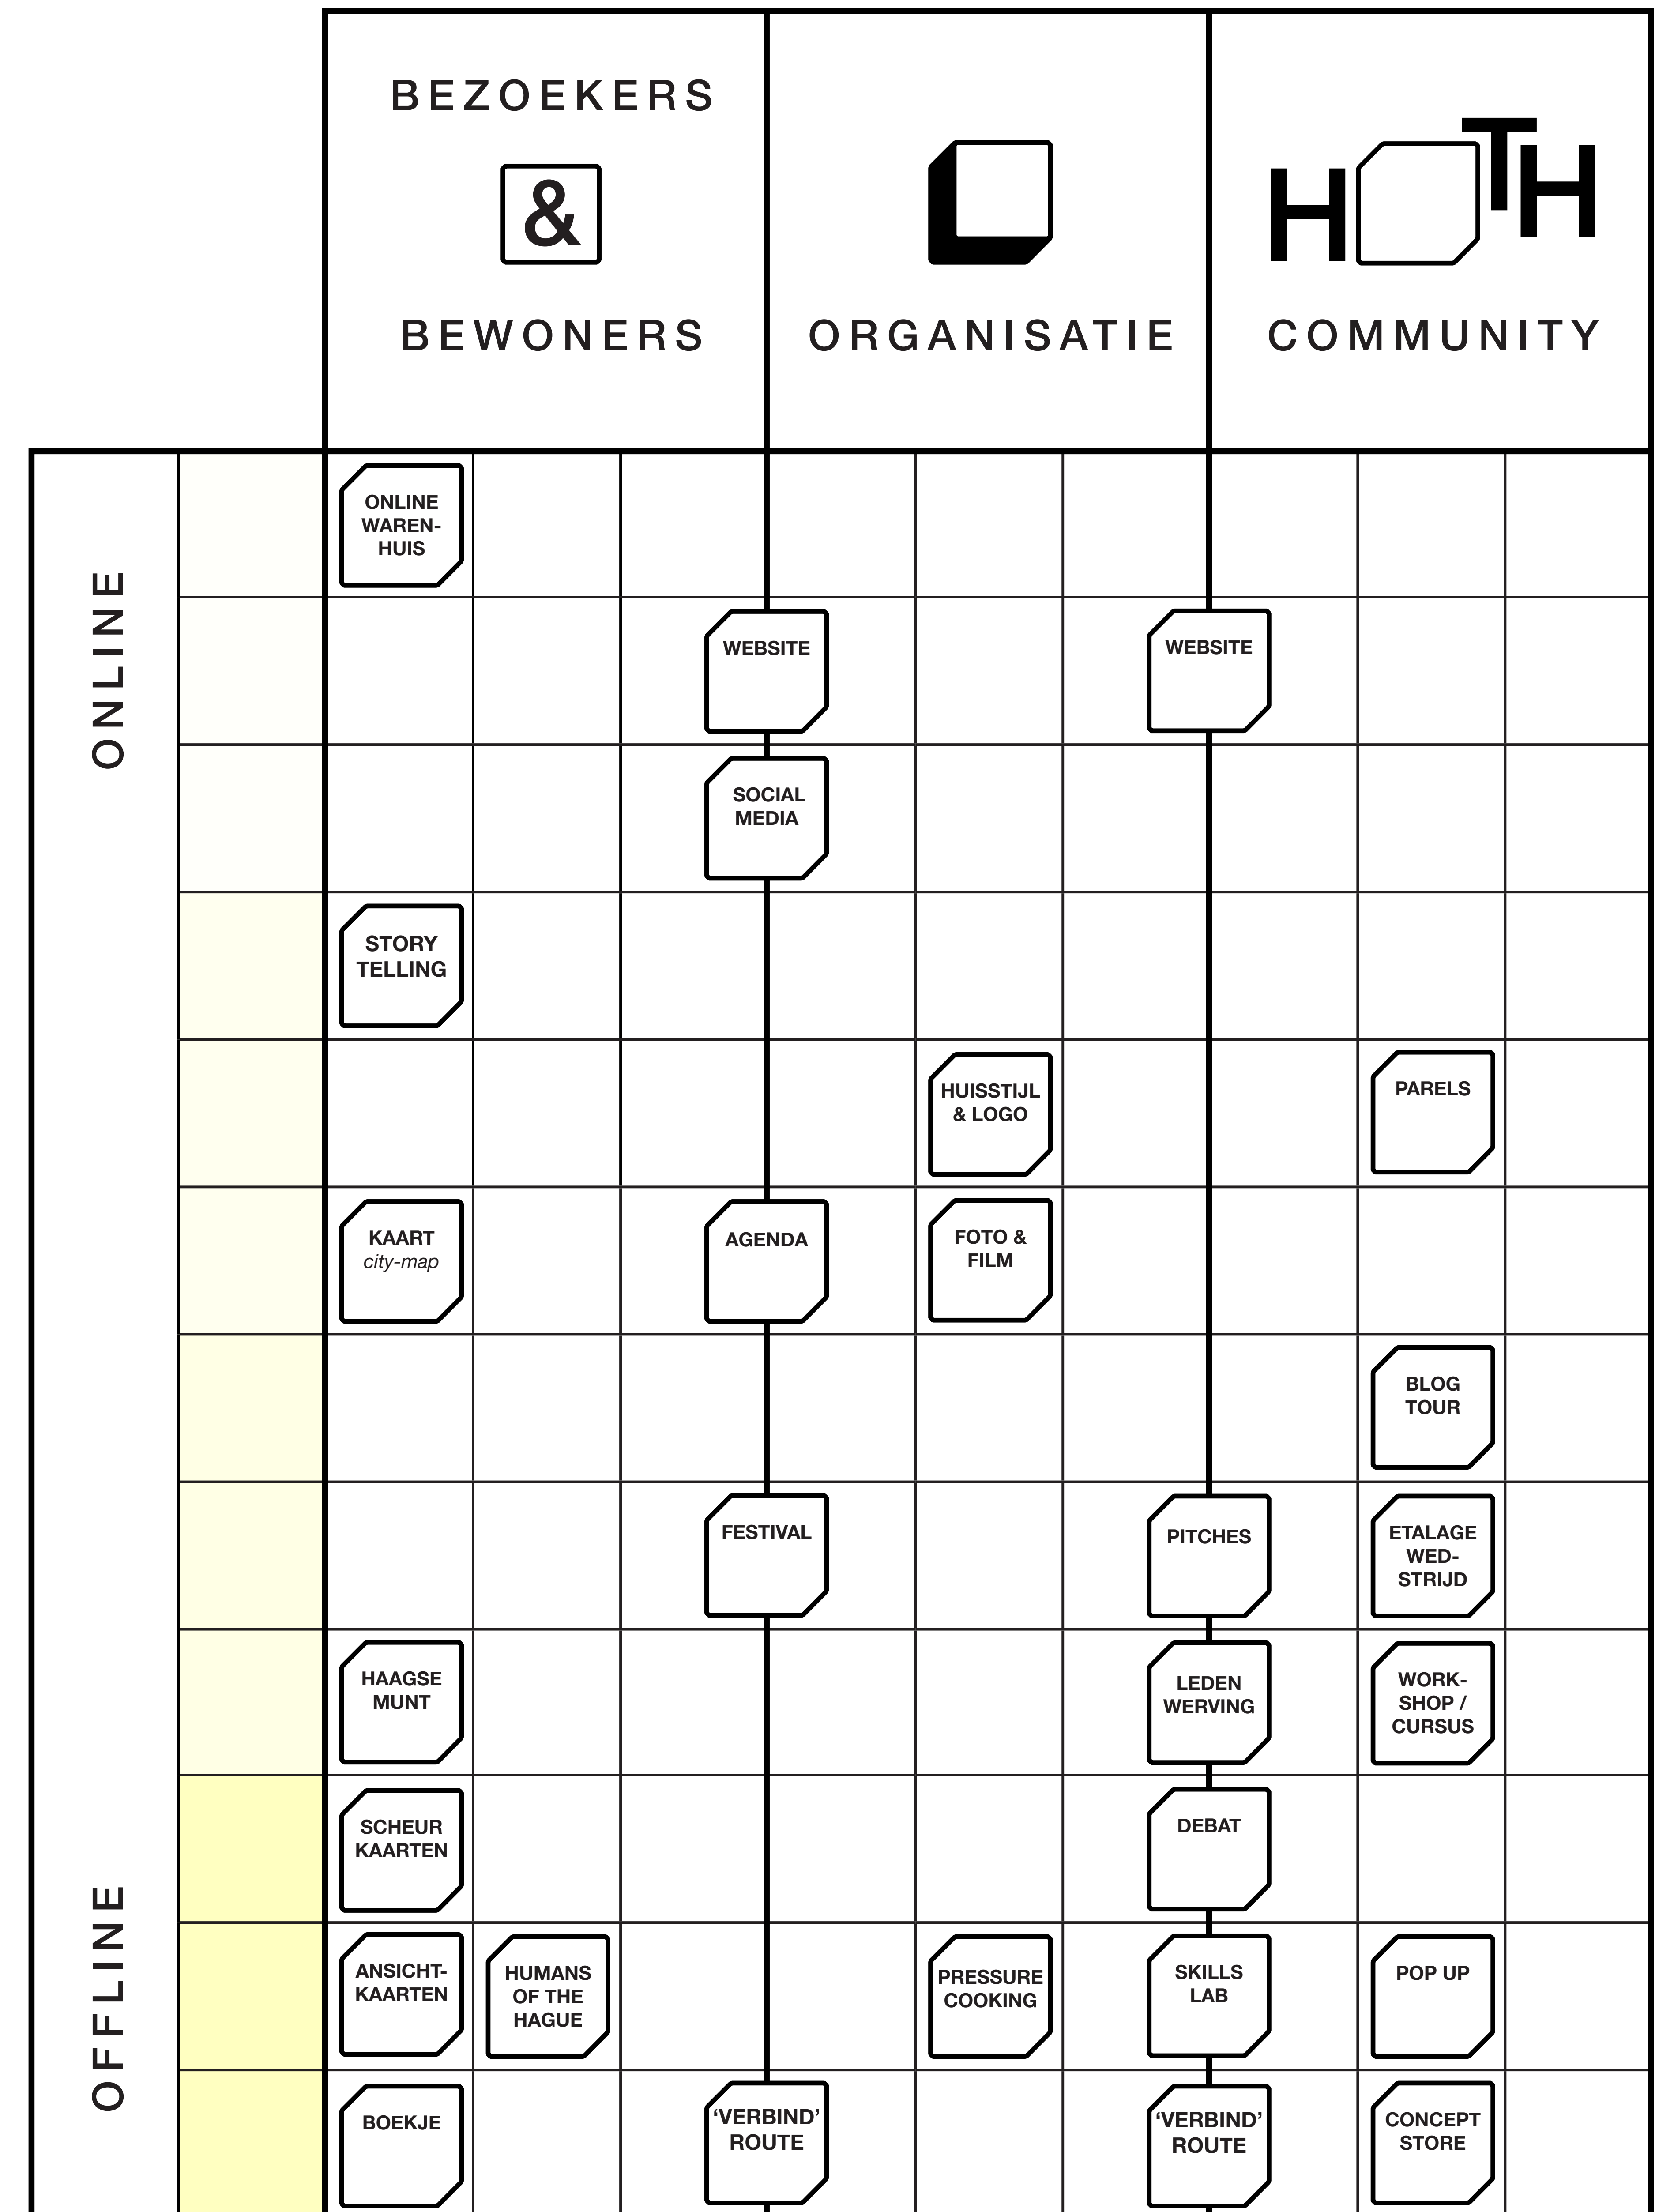 BEZOEKERS
&
BEWONERS
ORGANISATIE
HOTH
COMMUNITY
ONLINE
ONLINE
WAREN-
HUIS
WEBSITE
WEBSITE
SOCIAL
MEDIA
STORY
TELLING
HUISSTIJL
& LOGO
PARELS
KAART
city-map
AGENDA
FOTO &
FILM
BLOG
TOUR
FESTIVAL
PITCHES
ETALAGE
WED-
STRIJD
HAAGSE
MUNT
LEDEN
WERVING
WORK-
SHOP /
CURSUS
OFFLINE
SCHEUR
KAARTEN
DEBAT
ANSICHT-
KAARTEN
HUMANS
OF THE
HAGUE
PRESSURE
COOKING
SKILLS
LAB
POP UP
BOEKJE
‘VERBIND’
ROUTE
‘VERBIND’
ROUTE
CONCEPT
STORE